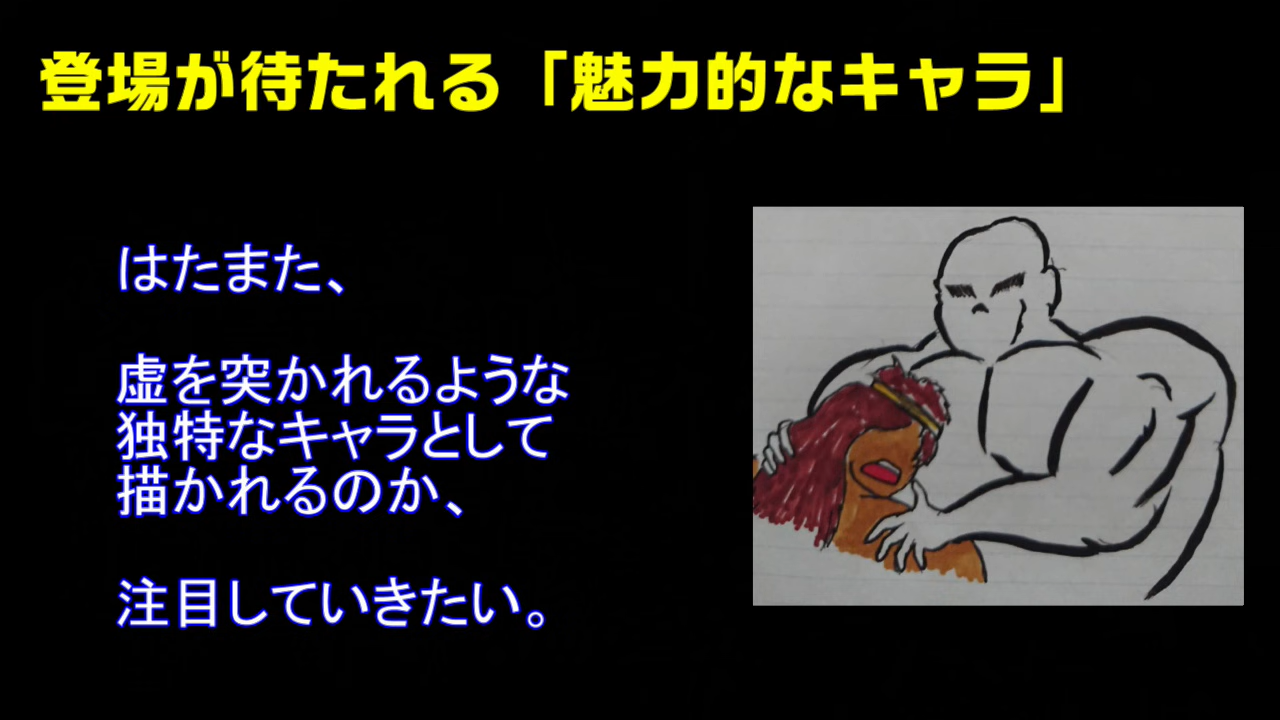 登場が待たれる「魅力的なキャラ」
はたまた、
虚を突かれるような
独特なキャラとして
描かれるのか、
注目していきたい。